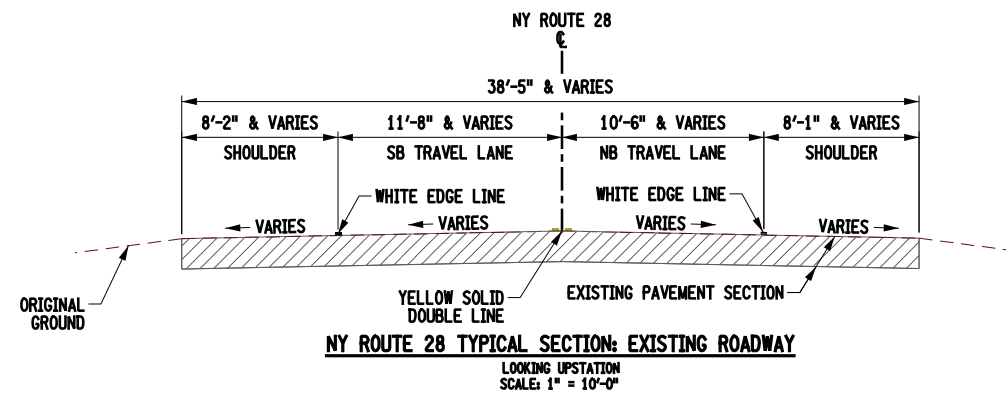 NY ROUTE 28
℄
38'-5" & VARIES
8'-2" & VARIES
11'-8" & VARIES
10'-6" & VARIES
8'-1" & VARIES
SHOULDER
SB TRAVEL LANE
NB TRAVEL LANE
SHOULDER
WHITE EDGE LINE
WHITE EDGE LINE
VARIES
VARIES
VARIES
VARIES
ORIGINAL
GROUND
YELLOW SOLID
DOUBLE LINE
EXISTING PAVEMENT SECTION
NY ROUTE 28 TYPICAL SECTION: EXISTING ROADWAY
LOOKING UPSTATION
SCALE: 1" = 10'-0"